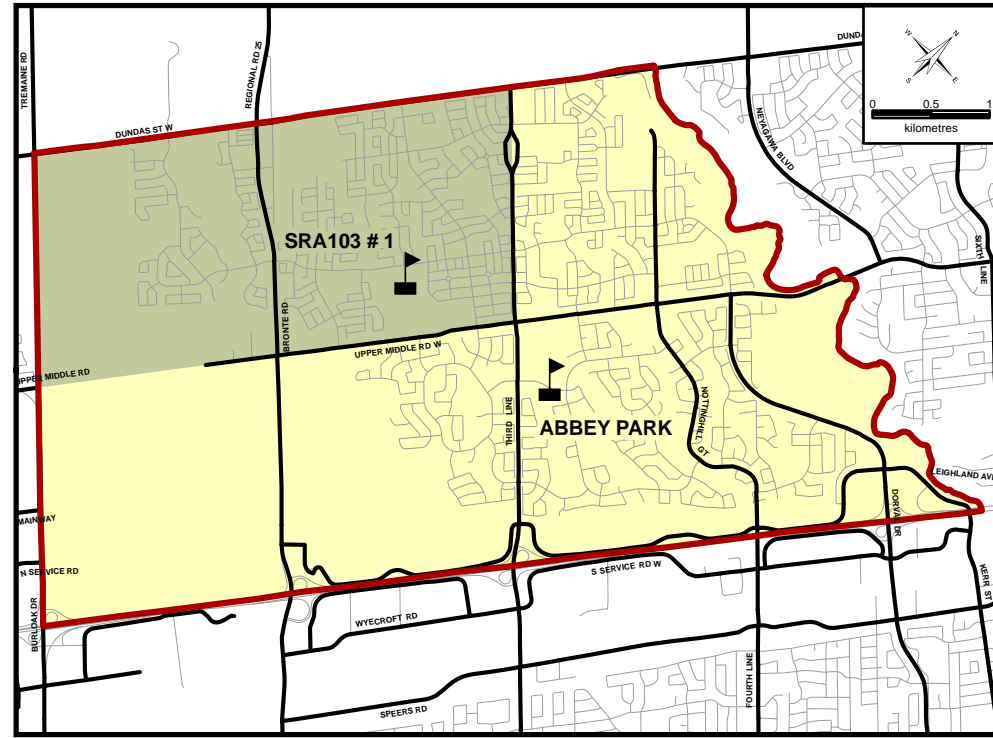 TREMAINE RD
REGIONAL RD 25
DUNDAS ST W
NEYAGAWA BLVD
W
N
S
E
0 0.5 1
kilometres
SRA103 # 1
SIXTH LINE
BRONTE RD
UPPER MIDDLE RD W
UPPER MIDDLE RD
THIRD LINE
NOTTINGHILL GT
ABBEY PARK
LEIGHLAND AVE
DORVAL DR
MAINWAY
N SERVICE RD
S SERVICE RD W
KERR ST
BURLOAK DR
WYECROFT RD
FOURTH LINE
SPEERS RD